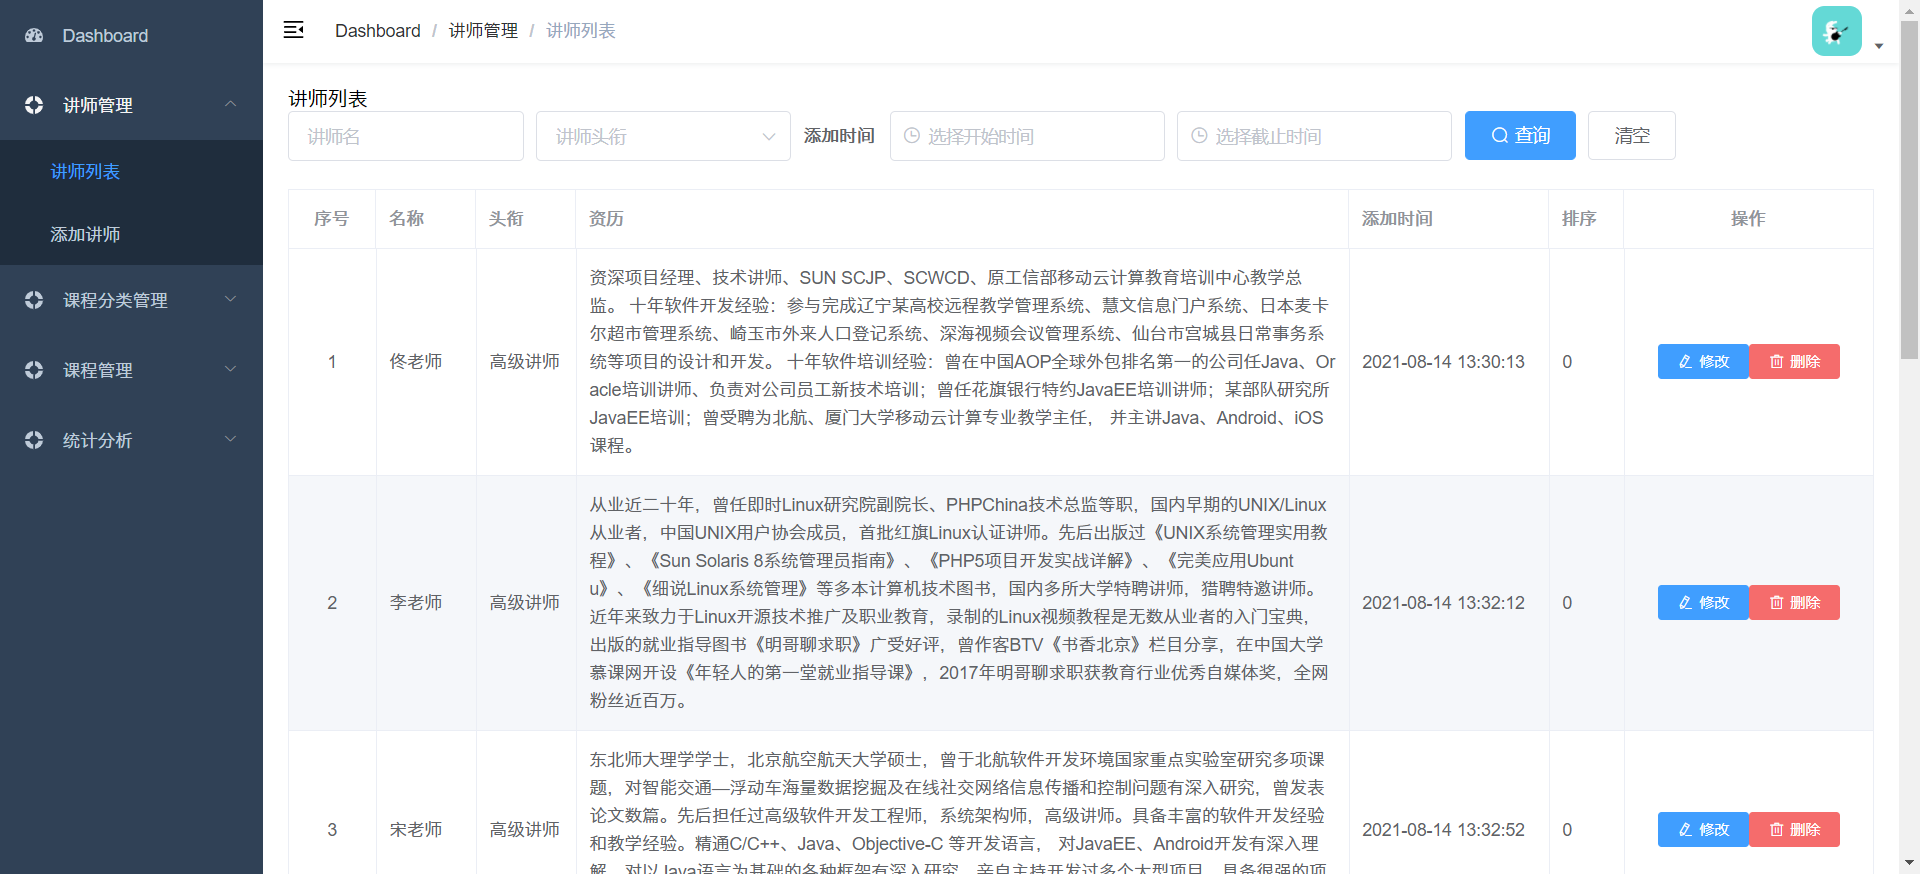 Dashboard
讲师管理
讲师列表
添加讲师
课程分类管理
课程管理
统计分析
Dashboard / 讲师管理 / 讲师列表
讲师列表
讲师名 讲师头衔 添加时间 选择开始时间 选择截止时间 查询 清空
序号 名称 头衔 资历 添加时间 排序 操作
资深项目经理、技术讲师、SUN SCJP、SCWCD、原工信部移动云计算教育培训中心教学总
监。 十年软件开发经验：参与完成辽宁某高校远程教学管理系统、慧文信息门户系统、日本麦卡
尔超市管理系统、崎玉市外来人口登记系统、深海视频会议管理系统、仙台市宫城县日常事务系
统等项目的设计和开发。 十年软件培训经验：曾在中国AOP全球外包排名第一的公司任Java、Or
acle培训讲师、负责对公司员工新技术培训；曾任花旗银行特约JavaEE培训讲师；某部队研究所
JavaEE培训；曾受聘为北航、厦门大学移动云计算专业教学主任， 并主讲Java、Android、iOS
课程。
1 佟老师 高级讲师 2021-08-14 13:30:13 0 修改 删除
从业近二十年，曾任即时Linux研究院副院长、PHPChina技术总监等职，国内早期的UNIX/Linux
从业者，中国UNIX用户协会成员，首批红旗Linux认证讲师。先后出版过《UNIX系统管理实用教
程》、《Sun Solaris 8系统管理员指南》、《PHP5项目开发实战详解》、《完美应用Ubunt
u》、《细说Linux系统管理》等多本计算机技术图书，国内多所大学特聘讲师，猎聘特邀讲师。
近年来致力于Linux开源技术推广及职业教育，录制的Linux视频教程是无数从业者的入门宝典，
出版的就业指导图书《明哥聊求职》广受好评，曾作客BTV《书香北京》栏目分享，在中国大学
慕课网开设《年轻人的第一堂就业指导课》，2017年明哥聊求职获教育行业优秀自媒体奖，全网
粉丝近百万。
2 李老师 高级讲师 2021-08-14 13:32:12 0 修改 删除
东北师大理学学士，北京航空航天大学硕士，曾于北航软件开发环境国家重点实验室研究多项课
题，对智能交通—浮动车海量数据挖掘及在线社交网络信息传播和控制问题有深入研究，曾发表
论文数篇。先后担任过高级软件开发工程师，系统架构师，高级讲师。具备丰富的软件开发经验
和教学经验。精通C/C++、Java、Objective-C 等开发语言， 对JavaEE、Android开发有深入理
解，对以Java语言为基础的各种框架有深入研究，亲自主持开发过多个大型项目，具备很强的项
3 宋老师 高级讲师 2021-08-14 13:32:52 0 修改 删除